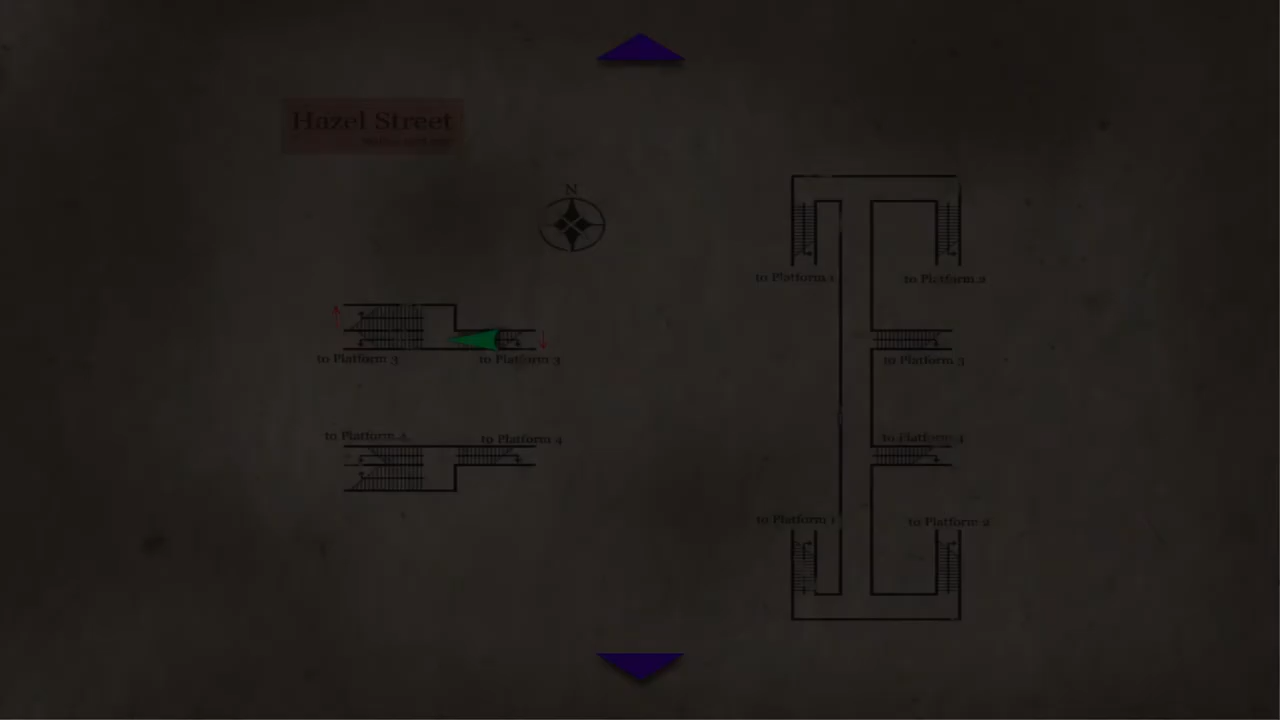 Hazel Street
N
to Platform 1
to Platform 2
to Platform 3
to Platform 3
to Platform 3
to Platform
to Platform 4
to Platform 4
to Platform 1
to Platform 2